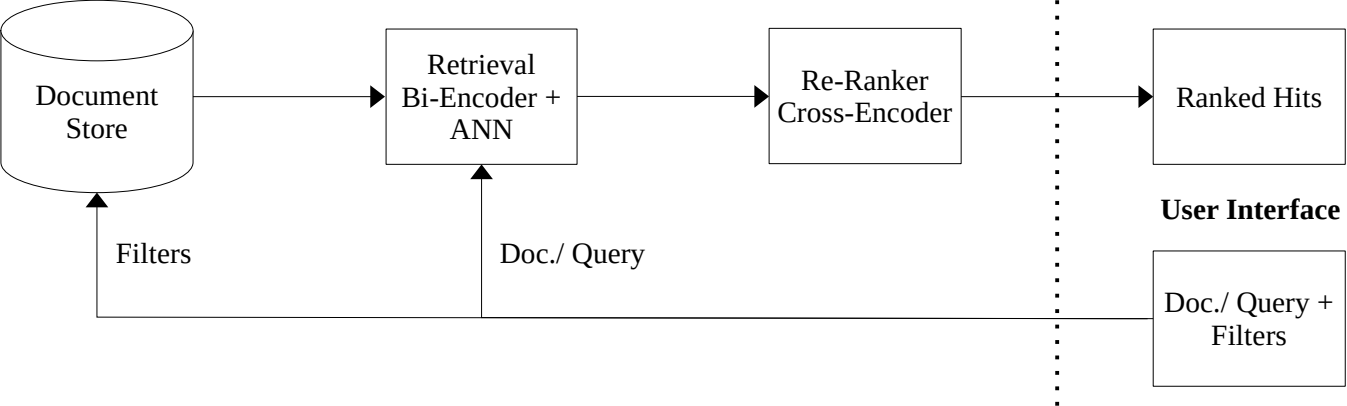 Document
Store
Retrieval
Bi-Encoder +
ANN
Re-Ranker
Cross-Encoder
Ranked Hits
User Interface
Filters
Doc./ Query
Doc./ Query +
Filters